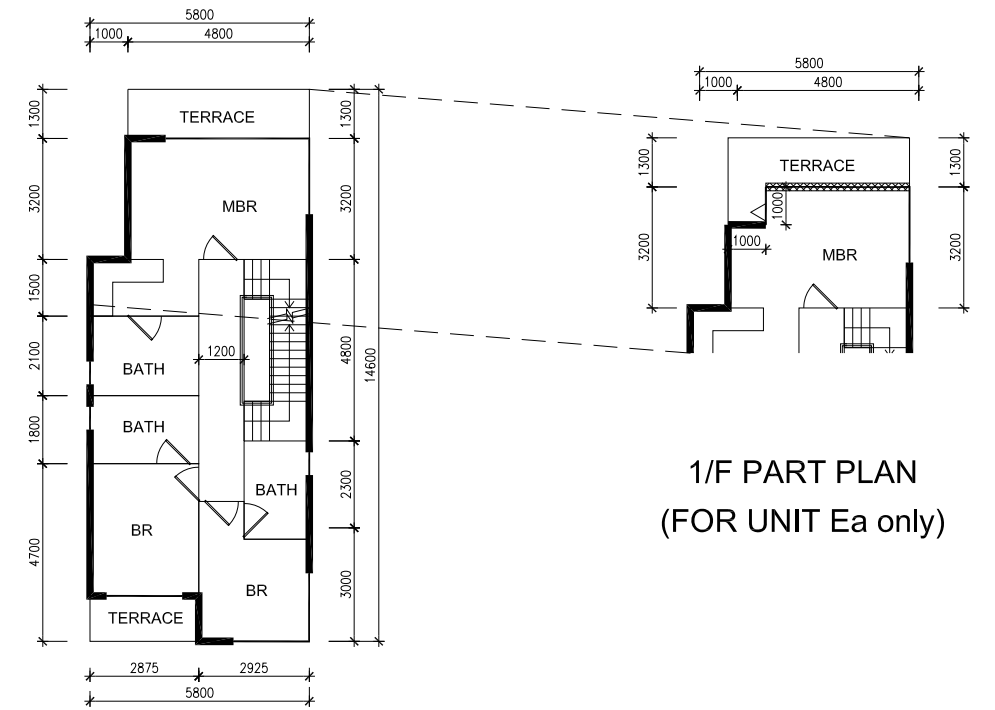 5800
1000
4800
1300
3200
1500
2100
1800
4700
TERRACE
MBR
1200
BATH
BATH
BATH
BR
BR
TERRACE
1300
3200
4800
14600
2300
3000
2875
2925
5800
5800
1000
4800
1300
3200
TERRACE
1000
1000
MBR
1300
3200
1/F PART PLAN
(FOR UNIT Ea only)